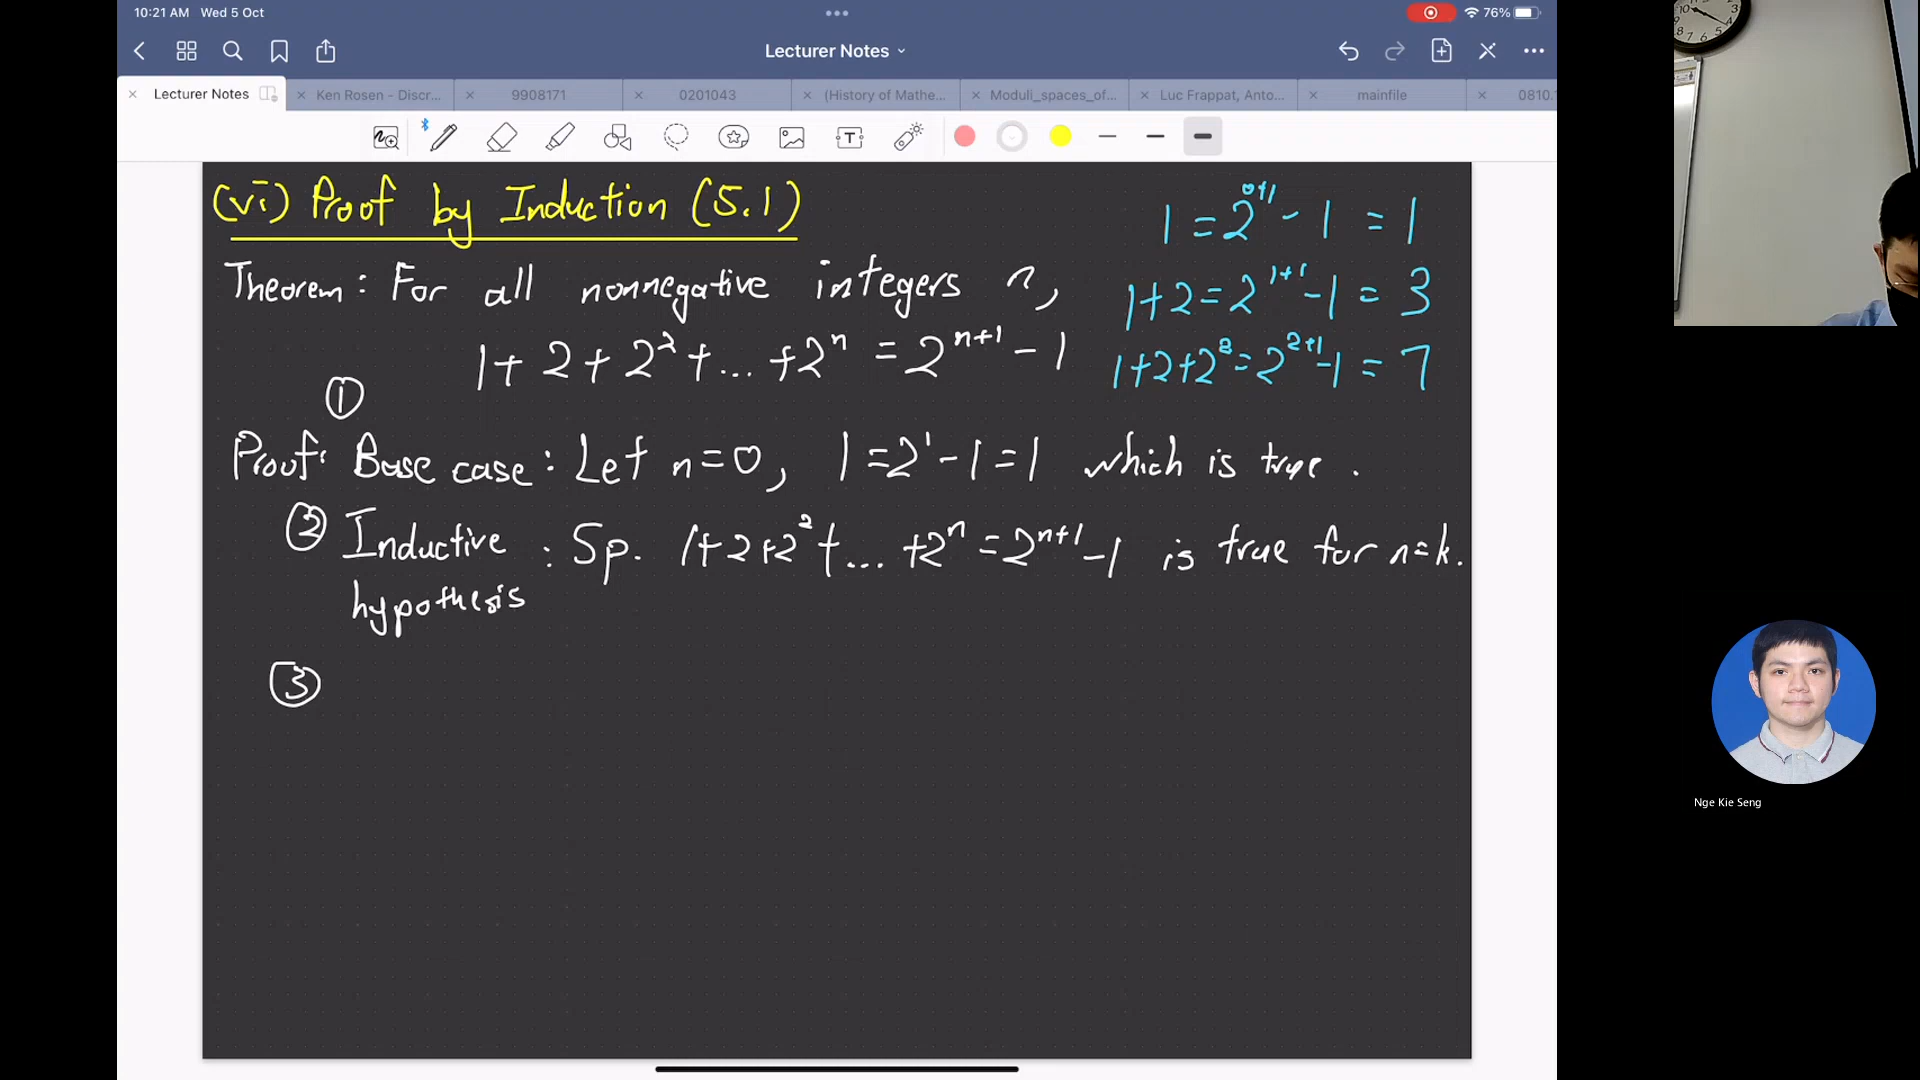 10:21 AM Wed 5 Oct
76%
Lecturer Notes
Lecturer Notes
Ken Rosen - Discr...
9908171
0201043
(History of Mathe...
Moduli_spaces_of...
Luc Frappat, Anto...
mainfile
0810.
(vi) Proof by Induction (5.1)
1 = 2^{0+1} - 1 = 1
Theorem: For all nonnegative integers n,
1+2 = 2^{1+1} - 1 = 3
1+ 2 + 2^2 + ... + 2^n = 2^{n+1} - 1
1+2+2^2 = 2^{2+1} - 1 = 7
①
Proof: Base case: Let n=0, 1 = 2^1 - 1 = 1 which is true.
② Inductive hypothesis : Sp. 1+2+2^2+ ... +2^n = 2^{n+1} - 1 is true for n=k.
③
Nge Kie Seng